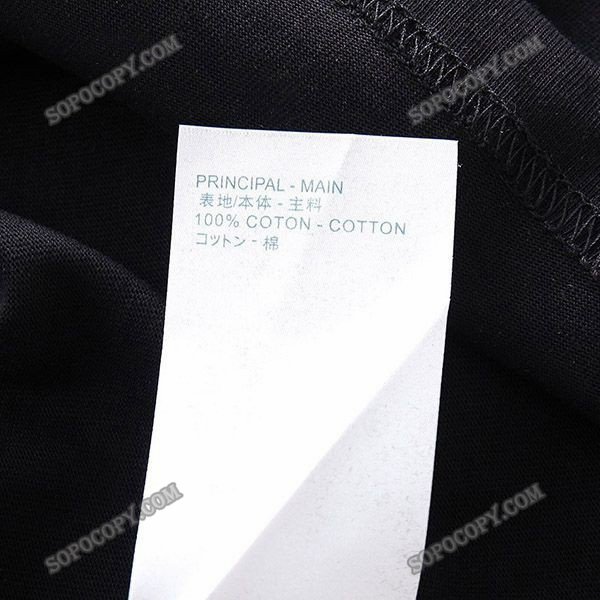 SOPOCOPY.COM
SOPOCOPY.COM
PRINCIPAL - MAIN
表地/本体 - 主料
100% COTON - COTTON
コットン - 棉
SOPOCOPY.COM
SOPOCOPY.COM